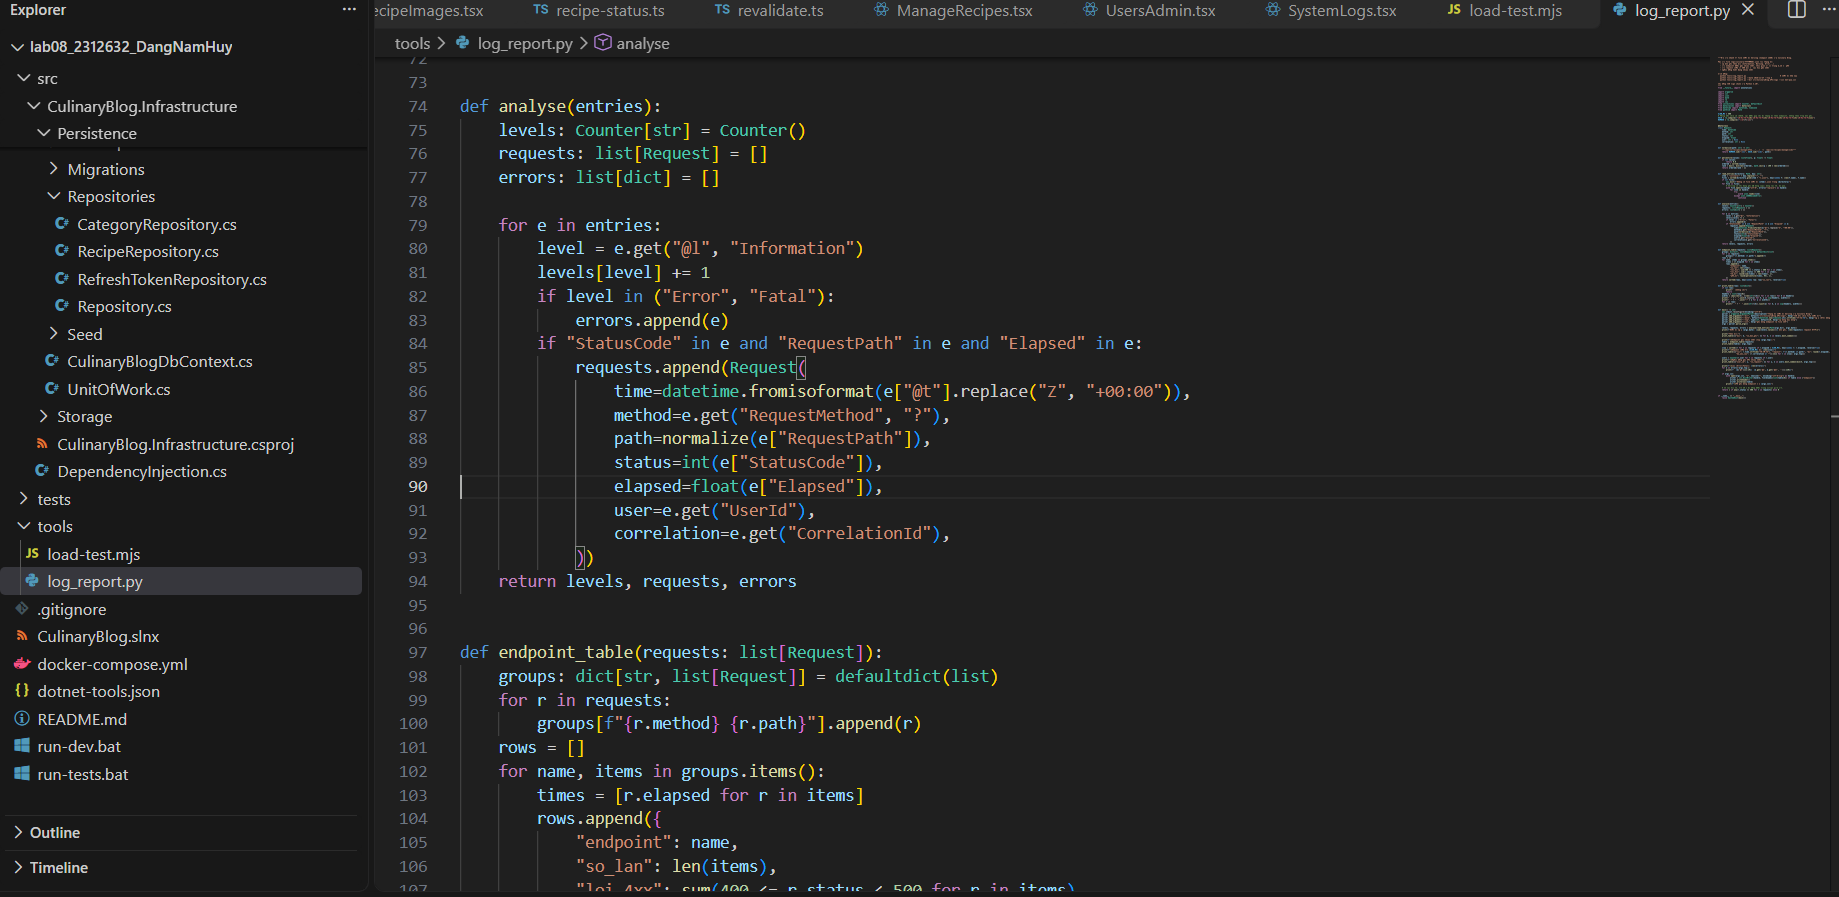 Explorer
lab08_2312632_DangNamHuy
src
CulinaryBlog.Infrastructure
Persistence
Migrations
Repositories
CategoryRepository.cs
RecipeRepository.cs
RefreshTokenRepository.cs
Repository.cs
Seed
CulinaryBlogDbContext.cs
UnitOfWork.cs
Storage
CulinaryBlog.Infrastructure.csproj
DependencyInjection.cs
tests
tools
JS load-test.mjs
log_report.py
.gitignore
CulinaryBlog.slnx
docker-compose.yml
{} dotnet-tools.json
README.md
run-dev.bat
run-tests.bat
Outline
Timeline
ecipeImages.tsx TS recipe-status.ts TS revalidate.ts ManageRecipes.tsx UsersAdmin.tsx SystemLogs.tsx JS load-test.mjs log_report.py
tools > log_report.py > analyse
72
73
74 def analyse(entries):
75 levels: Counter[str] = Counter()
76 requests: list[Request] = []
77 errors: list[dict] = []
78
79 for e in entries:
80 level = e.get("@l", "Information")
81 levels[level] += 1
82 if level in ("Error", "Fatal"):
83 errors.append(e)
84 if "StatusCode" in e and "RequestPath" in e and "Elapsed" in e:
85 requests.append(Request(
86 time=datetime.fromisoformat(e["@t"].replace("Z", "+00:00")),
87 method=e.get("RequestMethod", "?"),
88 path=normalize(e["RequestPath"]),
89 status=int(e["StatusCode"]),
90 elapsed=float(e["Elapsed"]),
91 user=e.get("UserId"),
92 correlation=e.get("CorrelationId"),
93 ))
94 return levels, requests, errors
95
96
97 def endpoint_table(requests: list[Request]):
98 groups: dict[str, list[Request]] = defaultdict(list)
99 for r in requests:
100 groups[f"{r.method} {r.path}"].append(r)
101 rows = []
102 for name, items in groups.items():
103 times = [r.elapsed for r in items]
104 rows.append({
105 "endpoint": name,
106 "so_lan": len(items),
107 "loi_4xx": sum(400 <= r.status < 500 for r in items)